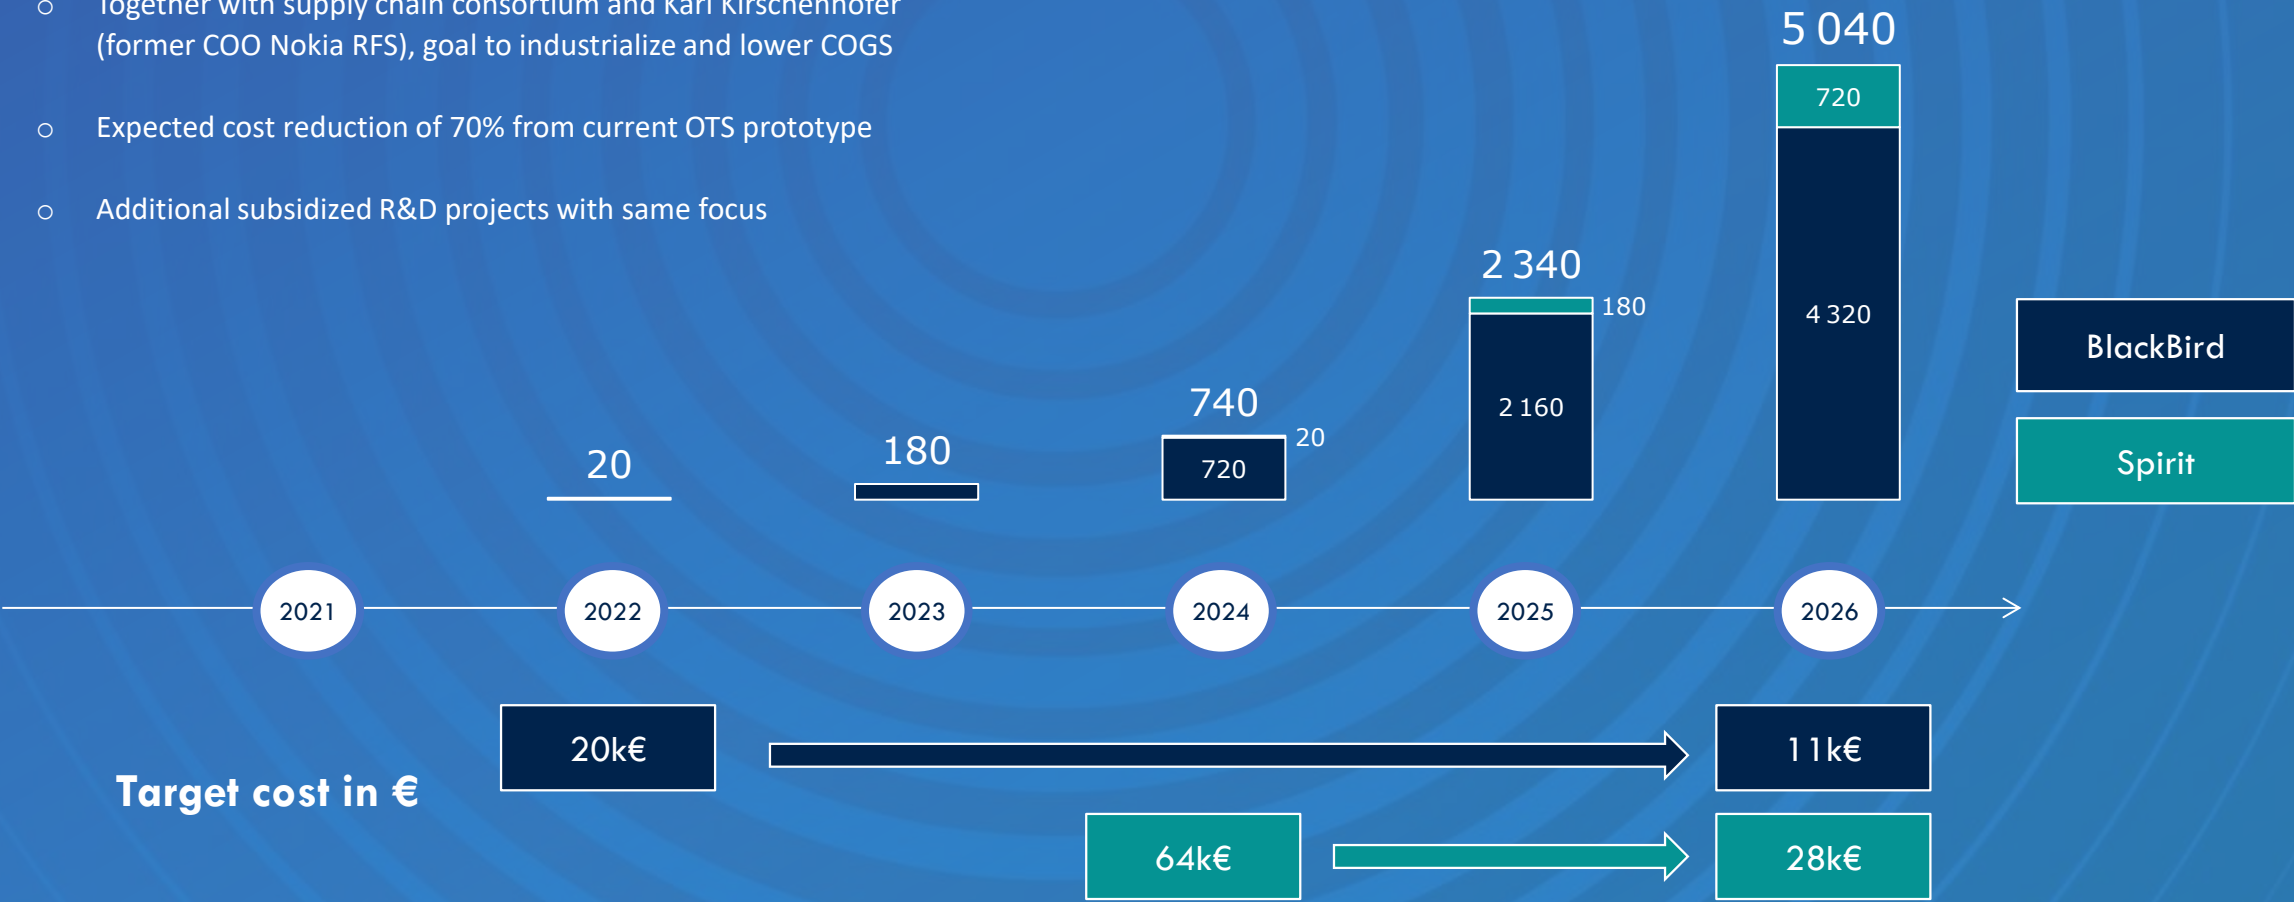 Together with supply chain consortium and Karl Kirschenhofer
(former COO Nokia RFS), goal to industrialize and lower COGS
Expected cost reduction of 70% from current OTS prototype
Additional subsidized R&D projects with same focus
5 040
720
4 320
2 340
180
2 160
740
20
720
180
20
BlackBird
Spirit
2021
2022
2023
2024
2025
2026
Target cost in €
20k€
11k€
64k€
28k€